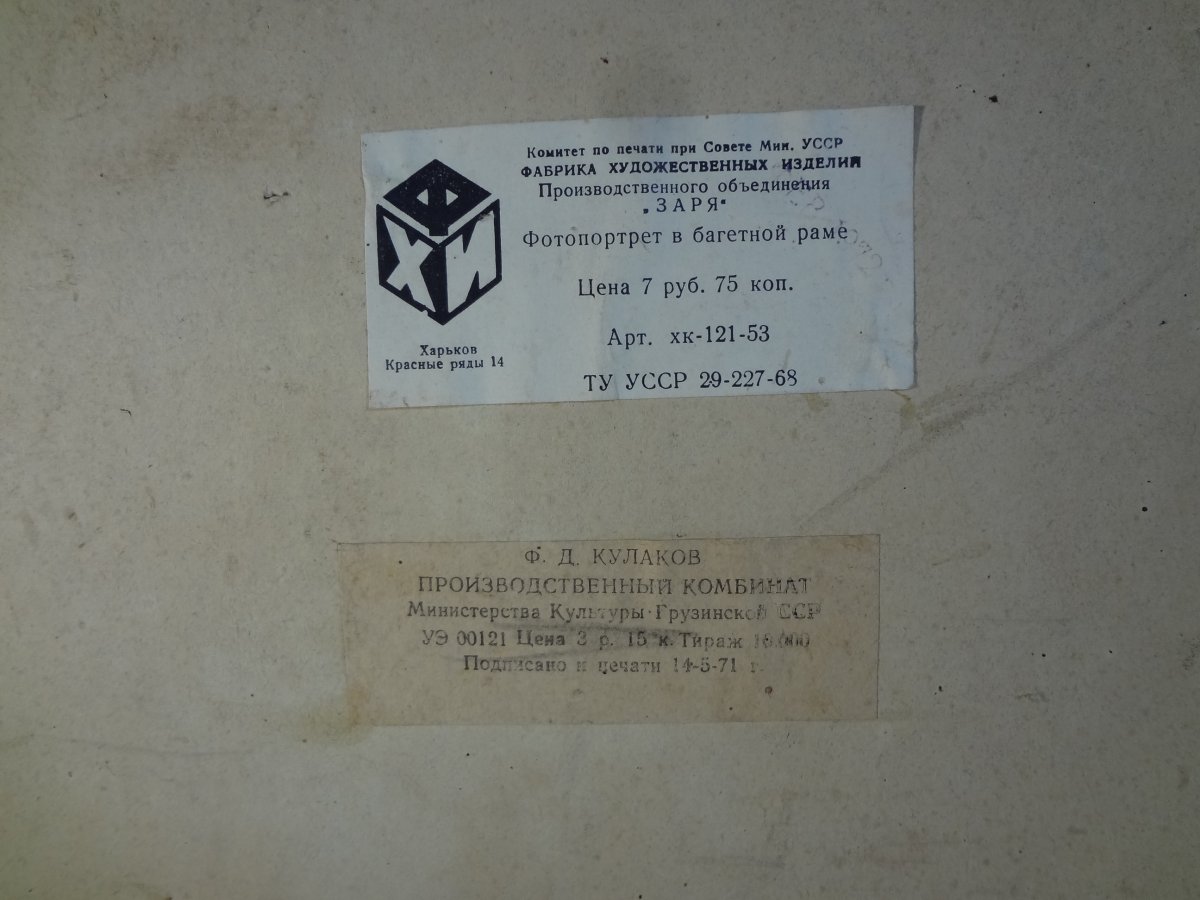 Комитет по печати при Совете Мин. УССР
ФАБРИКА ХУДОЖЕСТВЕННЫХ ИЗДЕЛИЙ
Производственного объединения
„ЗАРЯ"
Фотопортрет в багетной раме
Цена 7 руб. 75 коп.
Арт. хк-121-53
ТУ УССР 29-227-68
ФХИ
Харьков
Красные ряды 14
Ф. Д. КУЛАКОВ
ПРОИЗВОДСТВЕННЫЙ КОМБИНАТ
Министерства Культуры Грузинской ССР
УЭ 00121 Цена 3 р. 15 к. Тираж
Подписано к печати 14-5-71 г.